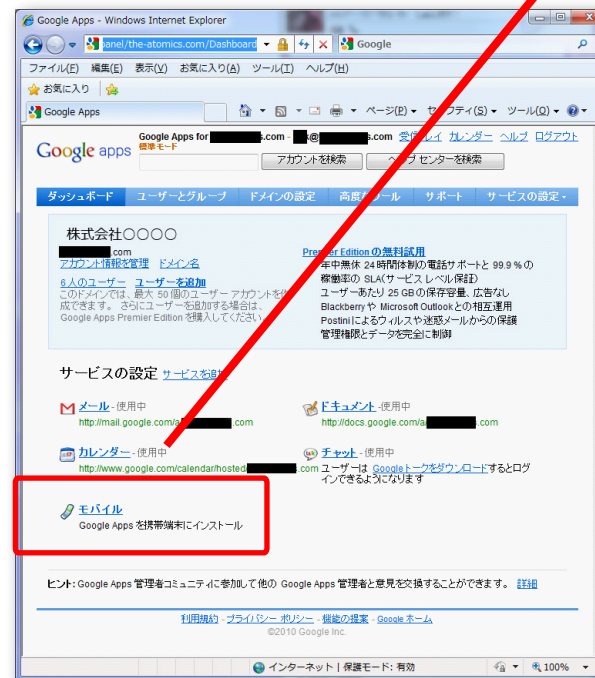 Google Apps - Windows Internet Explorer
panel/the-atomics.com/Dashboard
Google
ファイル(F) 編集(E) 表示(V) お気に入り(A) ツール(T) ヘルプ(H)
お気に入り
Google Apps
ページ(P) セーフティ(S) ツール(O)
Google Apps for .com - @ s.com 受信 レイ カレンダー ヘルプ ログアウト
標準モード
Google apps
アカウントを検索 ヘルプ センターを検索
ダッシュボード ユーザーとグループ ドメインの設定 高度な ツール サポート サービスの設定
株式会社○○○○
.com
アカウント情報を管理 ドメイン名
6人のユーザー ユーザーを追加
このドメインでは、最大 50 個のユーザー アカウントを作
成できます。 さらにユーザーを追加する場合は、
Google Apps Premier Edition を購入してください。
Premier Edition の無料試用
年中無休 24 時間体制の電話サポートと 99.9 % の
稼働率の SLA(サービス レベル保証)
ユーザーあたり 25 GB の保存容量、広告なし
Blackberry や Microsoft Outlook との相互運用
Postini によるウィルスや迷惑メールからの保護
管理権限とデータを完全に制御
サービスの設定 サービスを追加
メール - 使用中
http://mail.google.com/a/ .com
ドキュメント - 使用中
http://docs.google.com/a/ .com
カレンダー - 使用中
http://www.google.com/calendar/hosted/ .com
チャット - 使用中
ユーザーは Googleトークをダウンロードするとログ
インできるようになります
モバイル
Google Apps を携帯端末にインストール
ヒント: Google Apps 管理者コミュニティに参加して他の Google Apps 管理者と意見を交換することができます。 詳細
利用規約 - プライバシー ポリシー - 機能の提案 - Google ホーム
©2010 Google Inc.
インターネット | 保護モード: 有効 100%